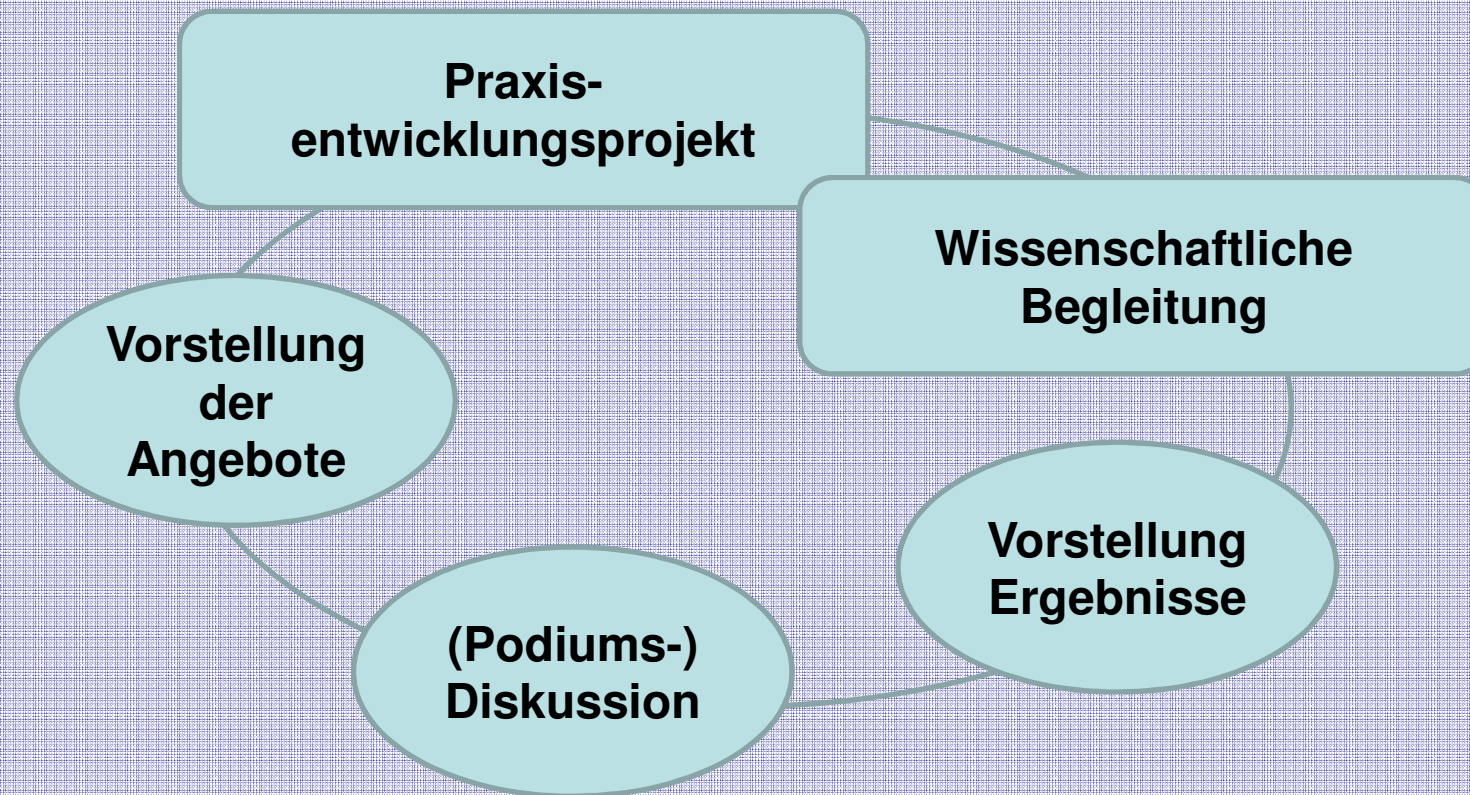 Praxis-
entwicklungsprojekt
Wissenschaftliche
Begleitung
Vorstellung
der
Angebote
Vorstellung
Ergebnisse
(Podiums-)
Diskussion